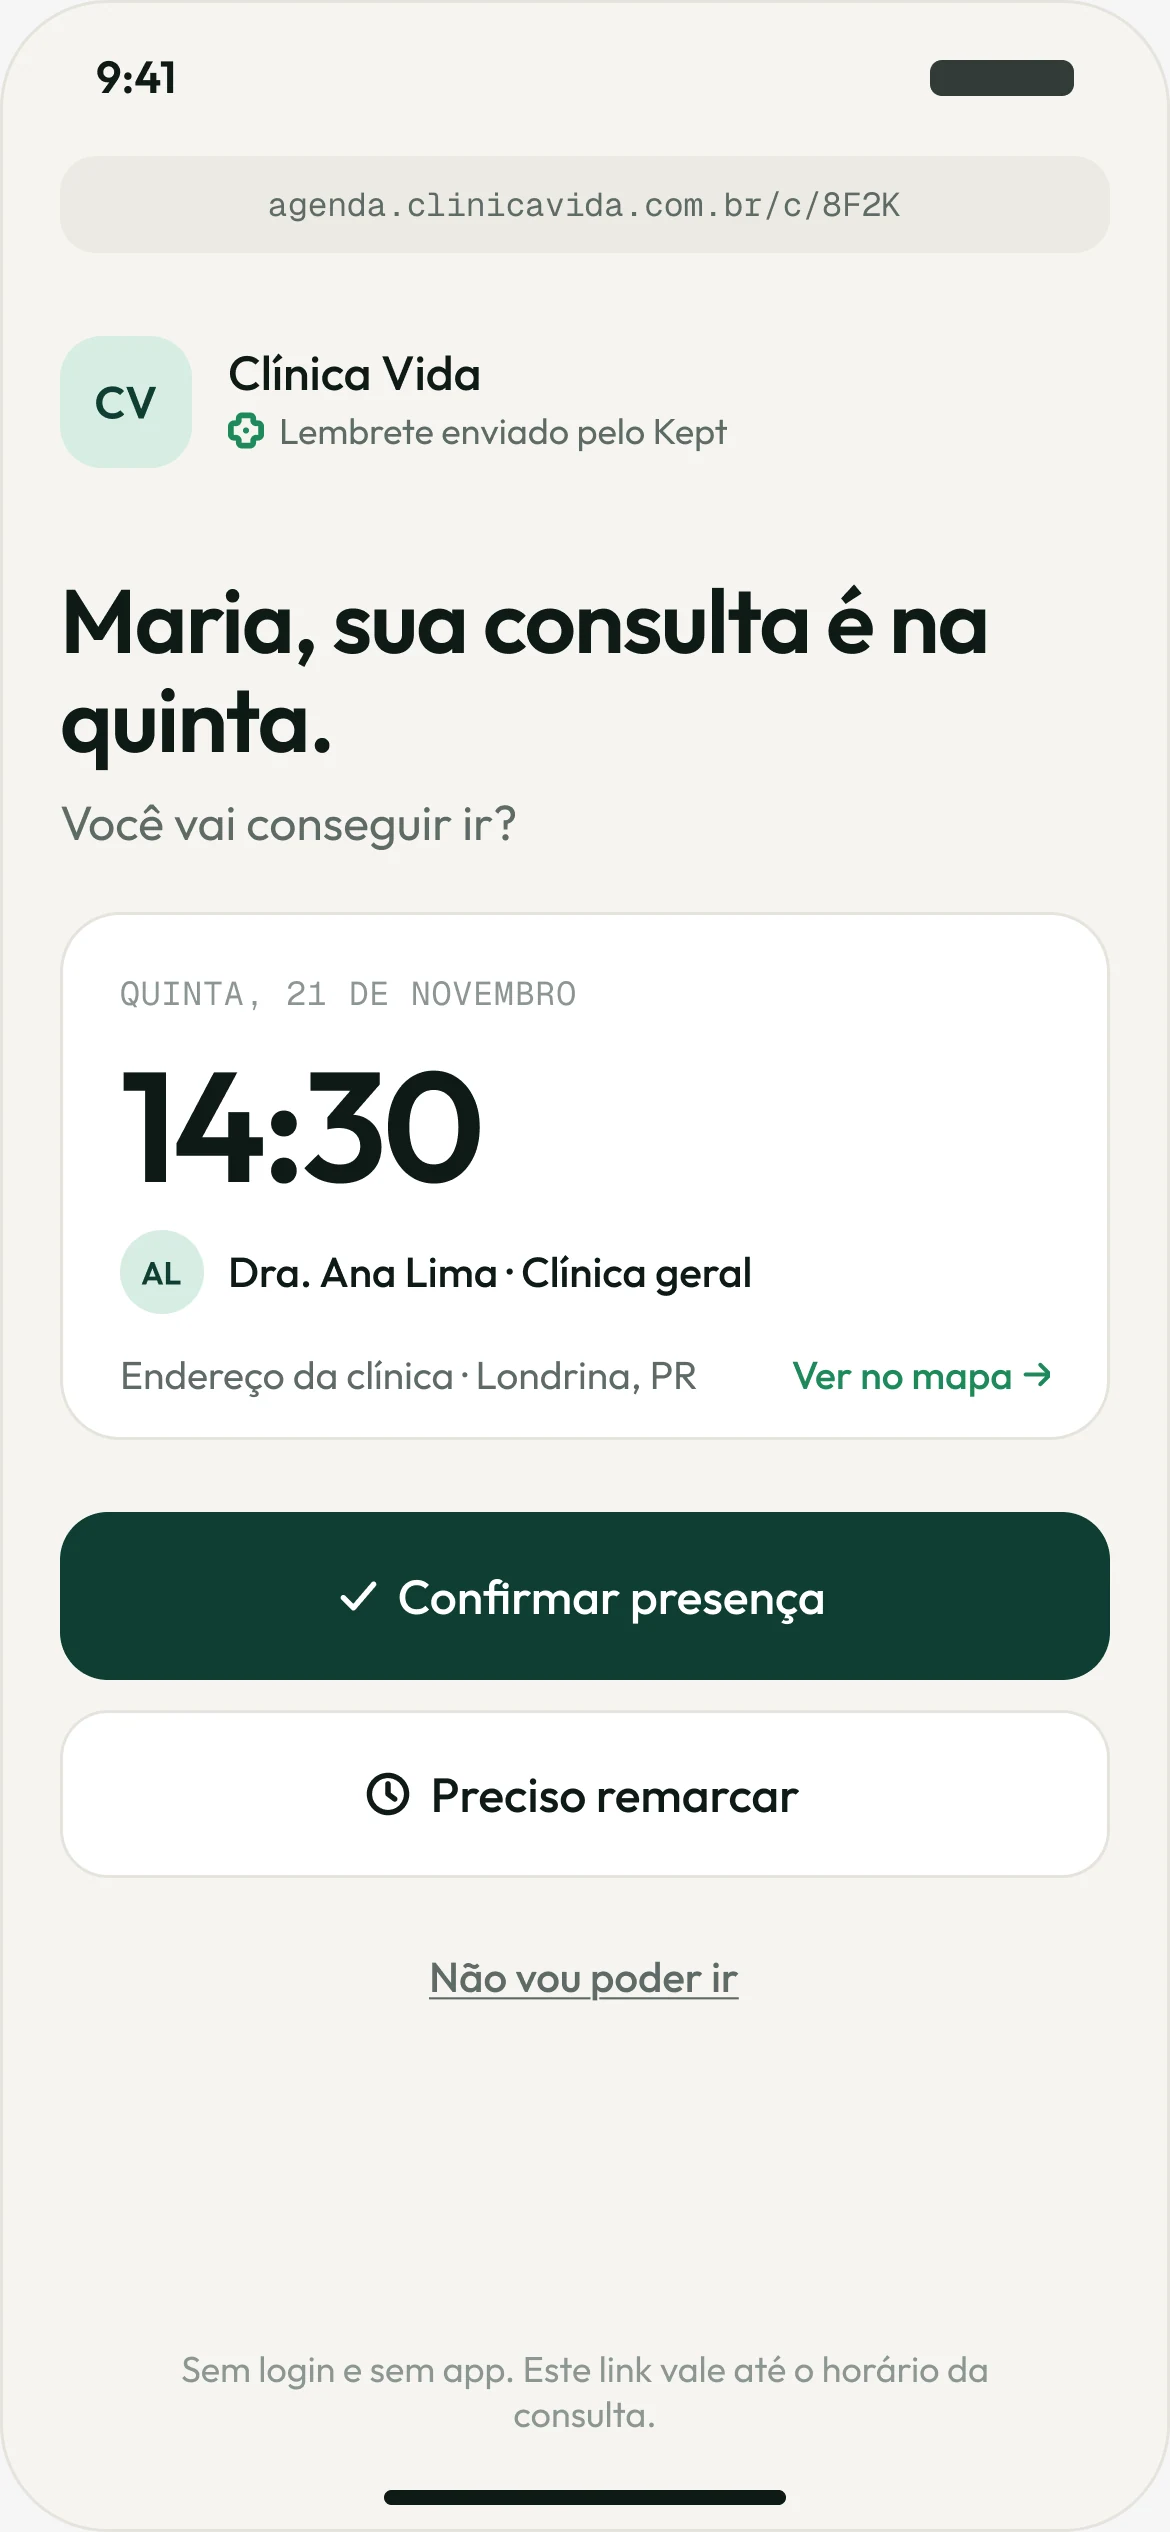 9:41
agenda.clinicavida.com.br/c/8F2K
CV
Clínica Vida
Lembrete enviado pelo Kept
Maria, sua consulta é na
quinta.
Você vai conseguir ir?
QUINTA, 21 DE NOVEMBRO
14:30
AL
Dra. Ana Lima · Clínica geral
Endereço da clínica · Londrina, PR
Ver no mapa →
Confirmar presença
Preciso remarcar
Não vou poder ir
Sem login e sem app. Este link vale até o horário da
consulta.